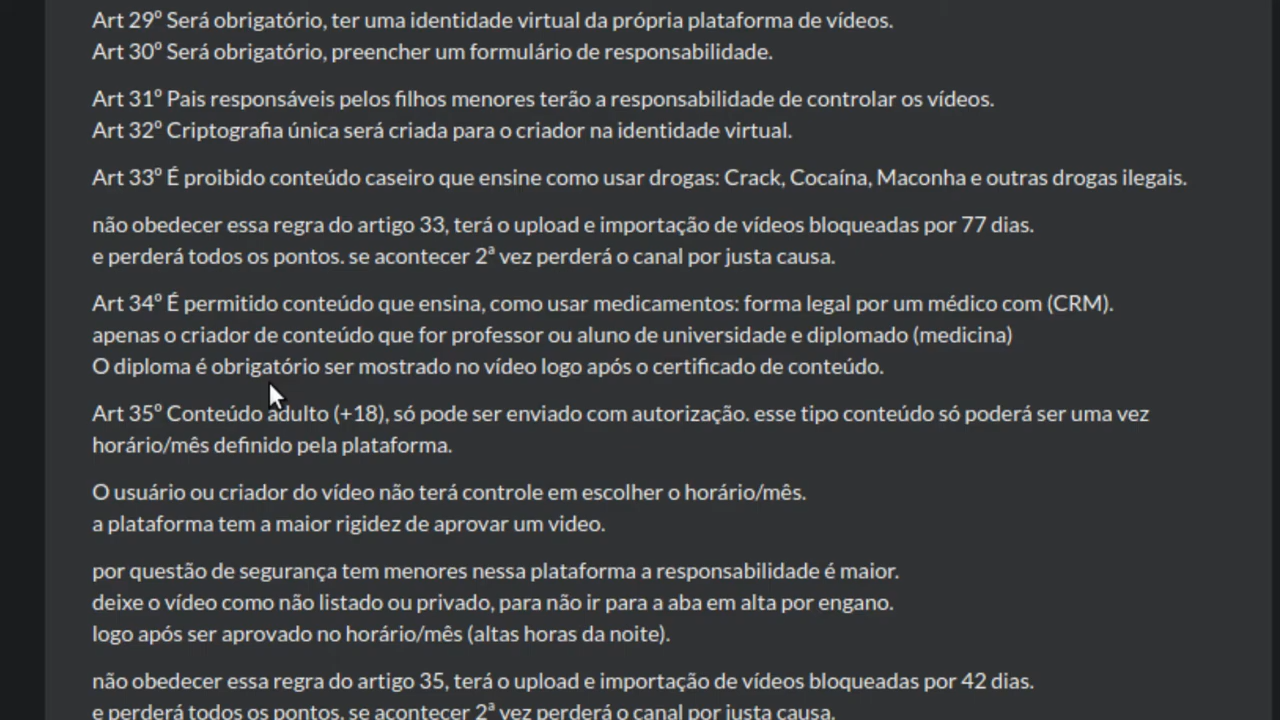 Art 29º Será obrigatório, ter uma identidade virtual da própria plataforma de vídeos.
Art 30º Será obrigatório, preencher um formulário de responsabilidade.
Art 31º Pais responsáveis pelos filhos menores terão a responsabilidade de controlar os vídeos.
Art 32º Criptografia única será criada para o criador na identidade virtual.
Art 33º É proibido conteúdo caseiro que ensine como usar drogas: Crack, Cocaína, Maconha e outras drogas ilegais.
não obedecer essa regra do artigo 33, terá o upload e importação de vídeos bloqueadas por 77 dias.
e perderá todos os pontos. se acontecer 2ª vez perderá o canal por justa causa.
Art 34º É permitido conteúdo que ensina, como usar medicamentos: forma legal por um médico com (CRM).
apenas o criador de conteúdo que for professor ou aluno de universidade e diplomado (medicina)
O diploma é obrigatório ser mostrado no vídeo logo após o certificado de conteúdo.
Art 35º Conteúdo adulto (+18), só pode ser enviado com autorização. esse tipo conteúdo só poderá ser uma vez
horário/mês definido pela plataforma.
O usuário ou criador do vídeo não terá controle em escolher o horário/mês.
a plataforma tem a maior rigidez de aprovar um video.
por questão de segurança tem menores nessa plataforma a responsabilidade é maior.
deixe o vídeo como não listado ou privado, para não ir para a aba em alta por engano.
logo após ser aprovado no horário/mês (altas horas da noite).
não obedecer essa regra do artigo 35, terá o upload e importação de vídeos bloqueadas por 42 dias.
e perderá todos os pontos. se acontecer 2ª vez perderá o canal por justa causa.